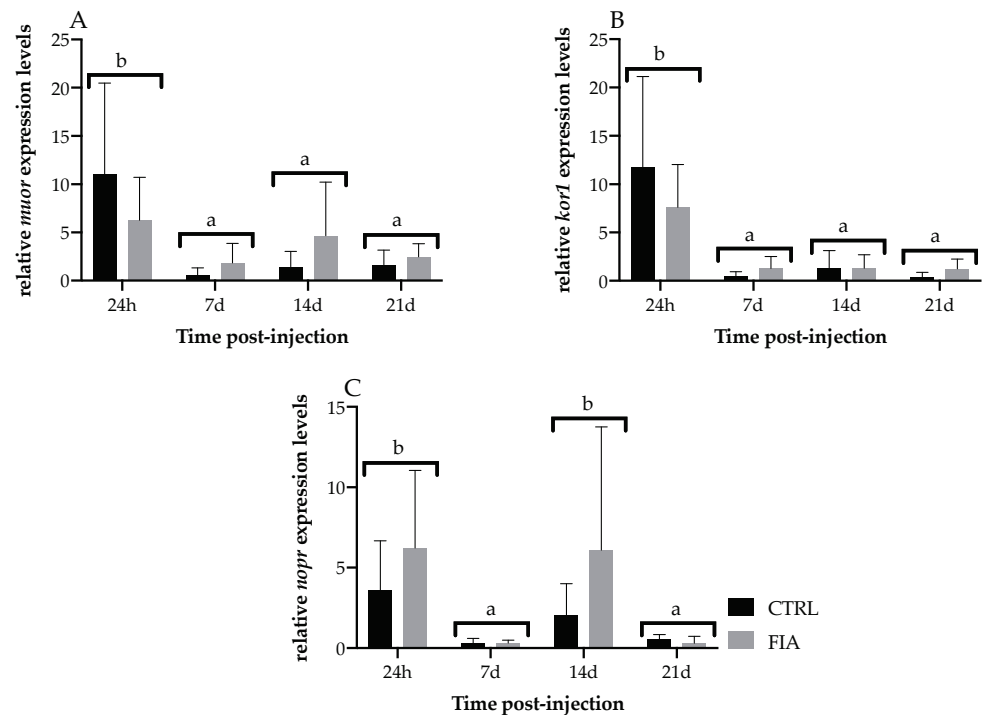 A
relative muor expression levels
25
20
15
10
5
0
b
a
a
a
24h 7d 14d 21d
Time post-injection
B
relative kor1 expression levels
25
20
15
10
5
0
b
a
a
a
24h 7d 14d 21d
Time post-injection
C
relative nopr expression levels
15
10
5
0
b
a
b
a
24h 7d 14d 21d
Time post-injection
CTRL
FIA